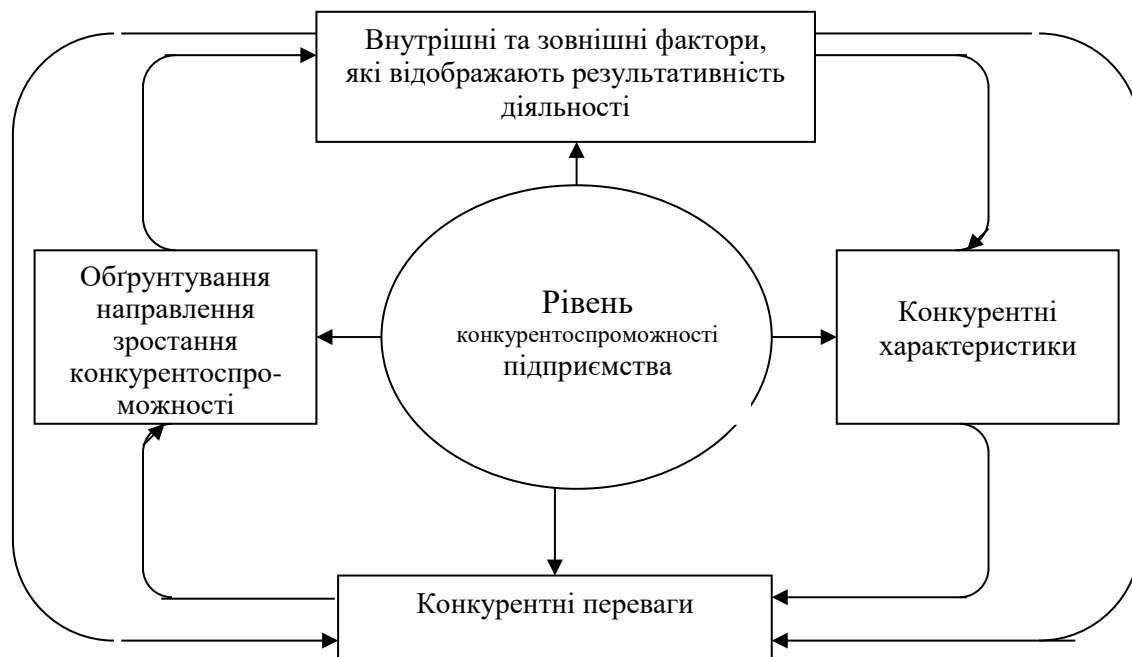 Внутрішні та зовнішні фактори,
які відображають результативність
діяльності
Обґрунтування
направлення
зростання
конкурентоспро-
можності
Рівень
конкурентоспроможності
підприємства
Конкурентні
характеристики
Конкурентні переваги